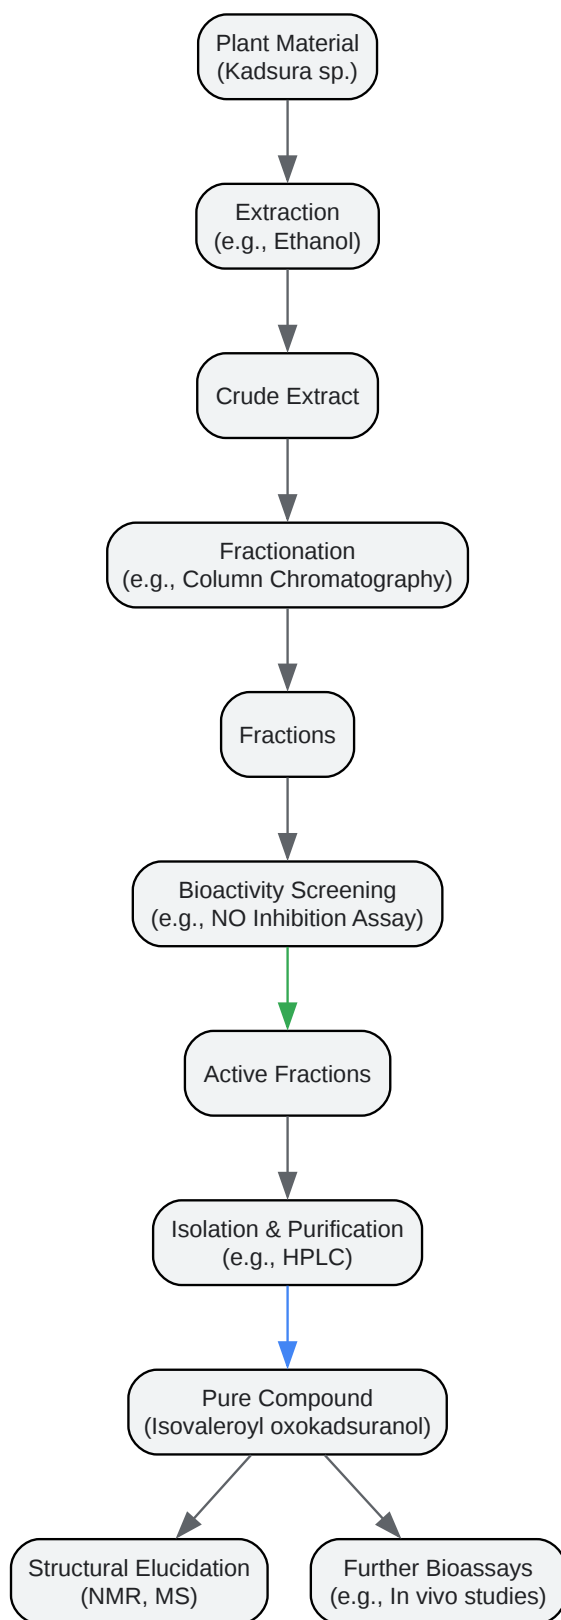 Plant Material
(Kadsura sp.)
Extraction
(e.g., Ethanol)
Crude Extract
Fractionation
(e.g., Column Chromatography)
Fractions
Bioactivity Screening
(e.g., NO Inhibition Assay)
Active Fractions
Isolation & Purification
(e.g., HPLC)
Pure Compound
(Isovaleroyl oxokadsuranol)
Structural Elucidation
(NMR, MS)
Further Bioassays
(e.g., In vivo studies)